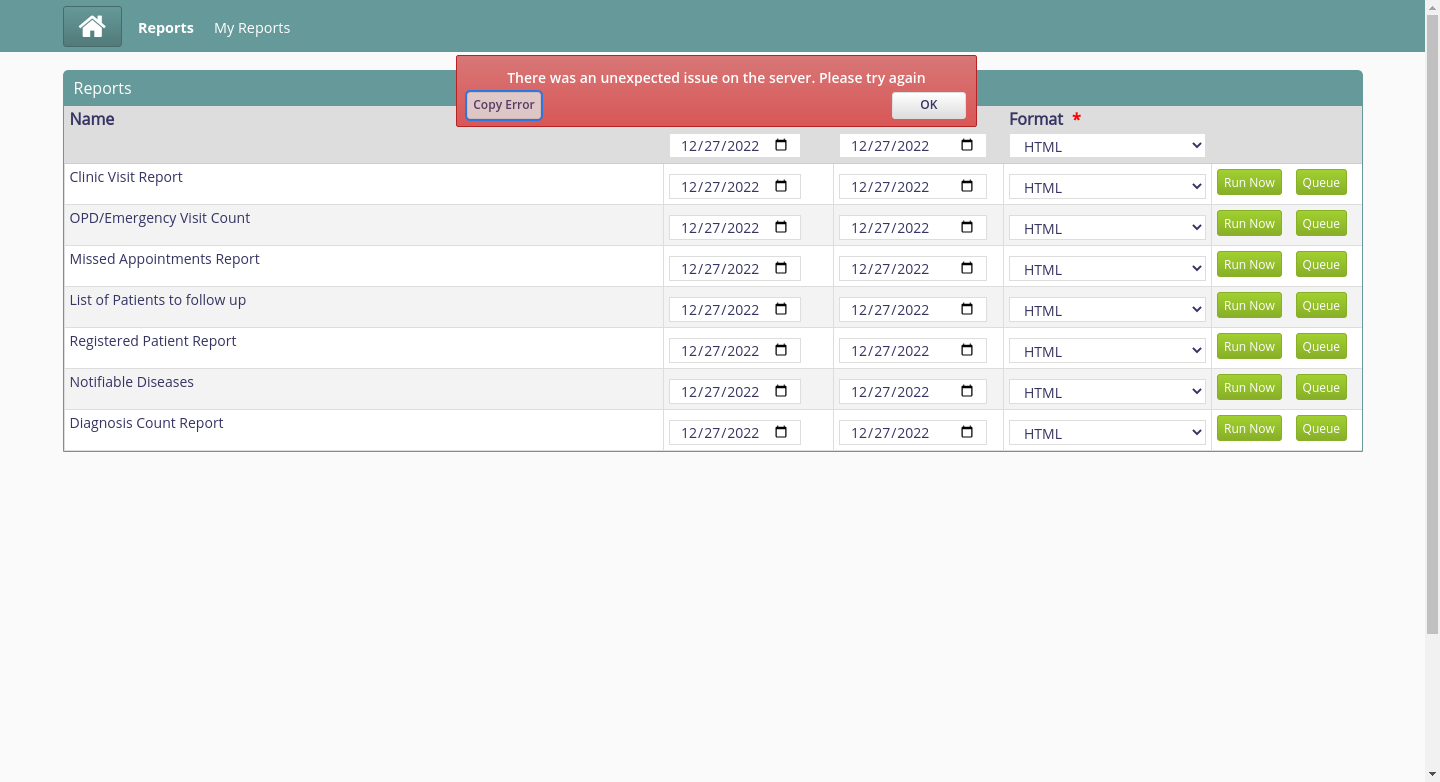 Reports My Reports
There was an unexpected issue on the server. Please try again
Copy Error OK
Reports
Name Format *
12/27/2022 12/27/2022 HTML
Clinic Visit Report 12/27/2022 12/27/2022 HTML Run Now Queue
OPD/Emergency Visit Count 12/27/2022 12/27/2022 HTML Run Now Queue
Missed Appointments Report 12/27/2022 12/27/2022 HTML Run Now Queue
List of Patients to follow up 12/27/2022 12/27/2022 HTML Run Now Queue
Registered Patient Report 12/27/2022 12/27/2022 HTML Run Now Queue
Notifiable Diseases 12/27/2022 12/27/2022 HTML Run Now Queue
Diagnosis Count Report 12/27/2022 12/27/2022 HTML Run Now Queue